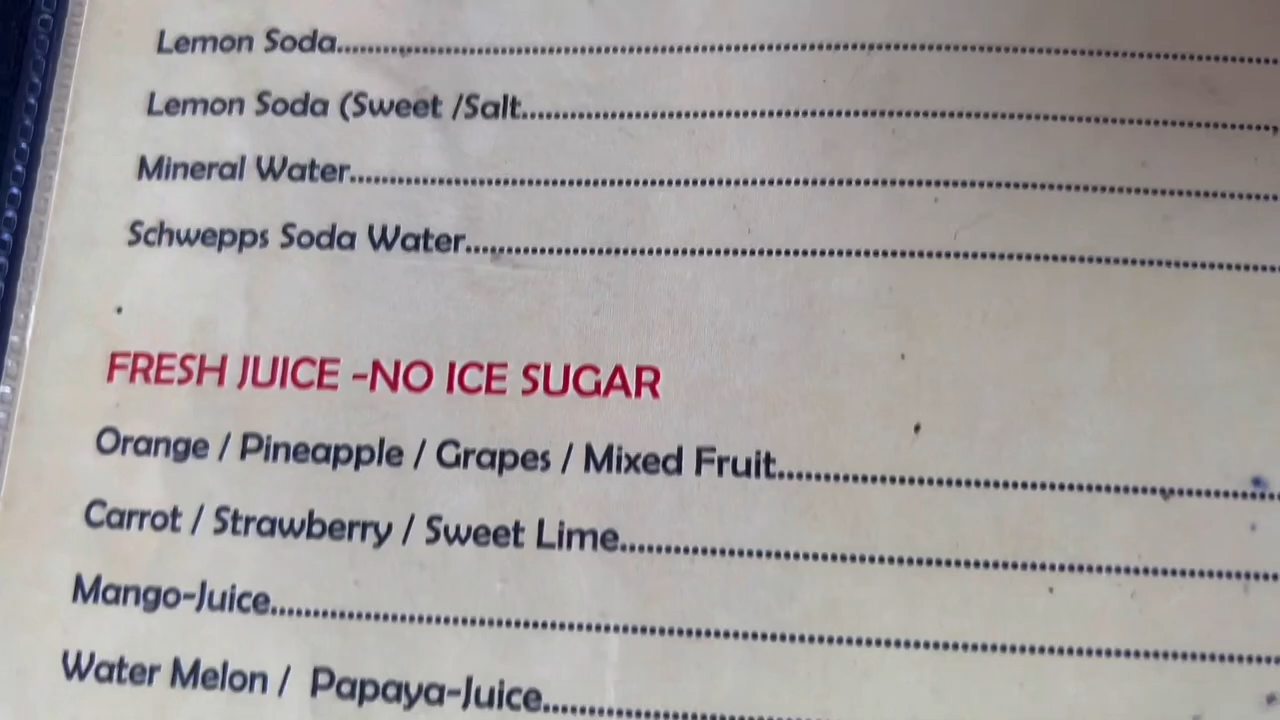 Lemon Soda
Lemon Soda (Sweet /Salt
Mineral Water
Schwepps Soda Water
FRESH JUICE -NO ICE SUGAR
Orange / Pineapple / Grapes / Mixed Fruit
Carrot / Strawberry / Sweet Lime
Mango-Juice
Water Melon / Papaya-Juice